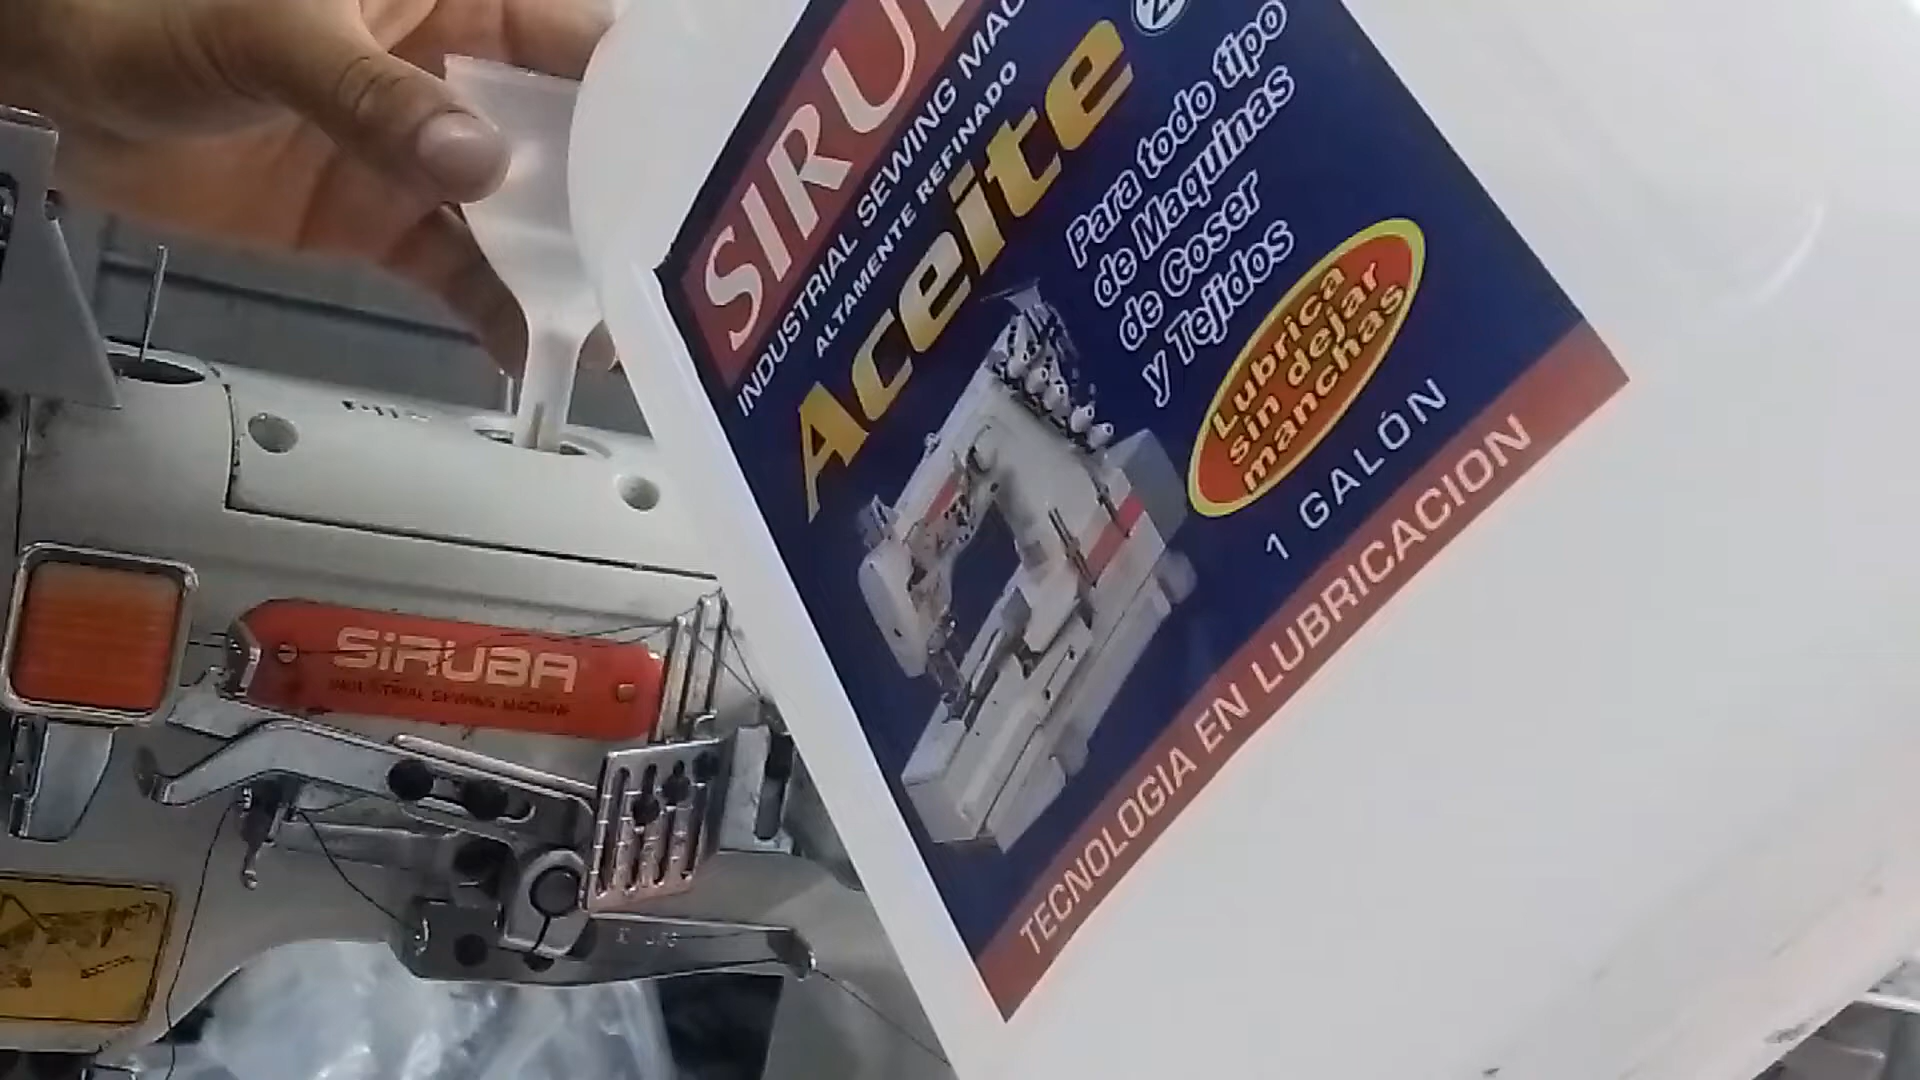 SIRU
INDUSTRIAL SEWING MAC
ALTAMENTE REFINADO
Aceite
Para todo tipo
de Maquinas
de Coser
y Tejidos
Lubrica
sin dejar
manchas
1 GALÓN
TECNOLOGIA EN LUBRICACION
SiRUBA
INDUSTRIAL SEWING MACHINE